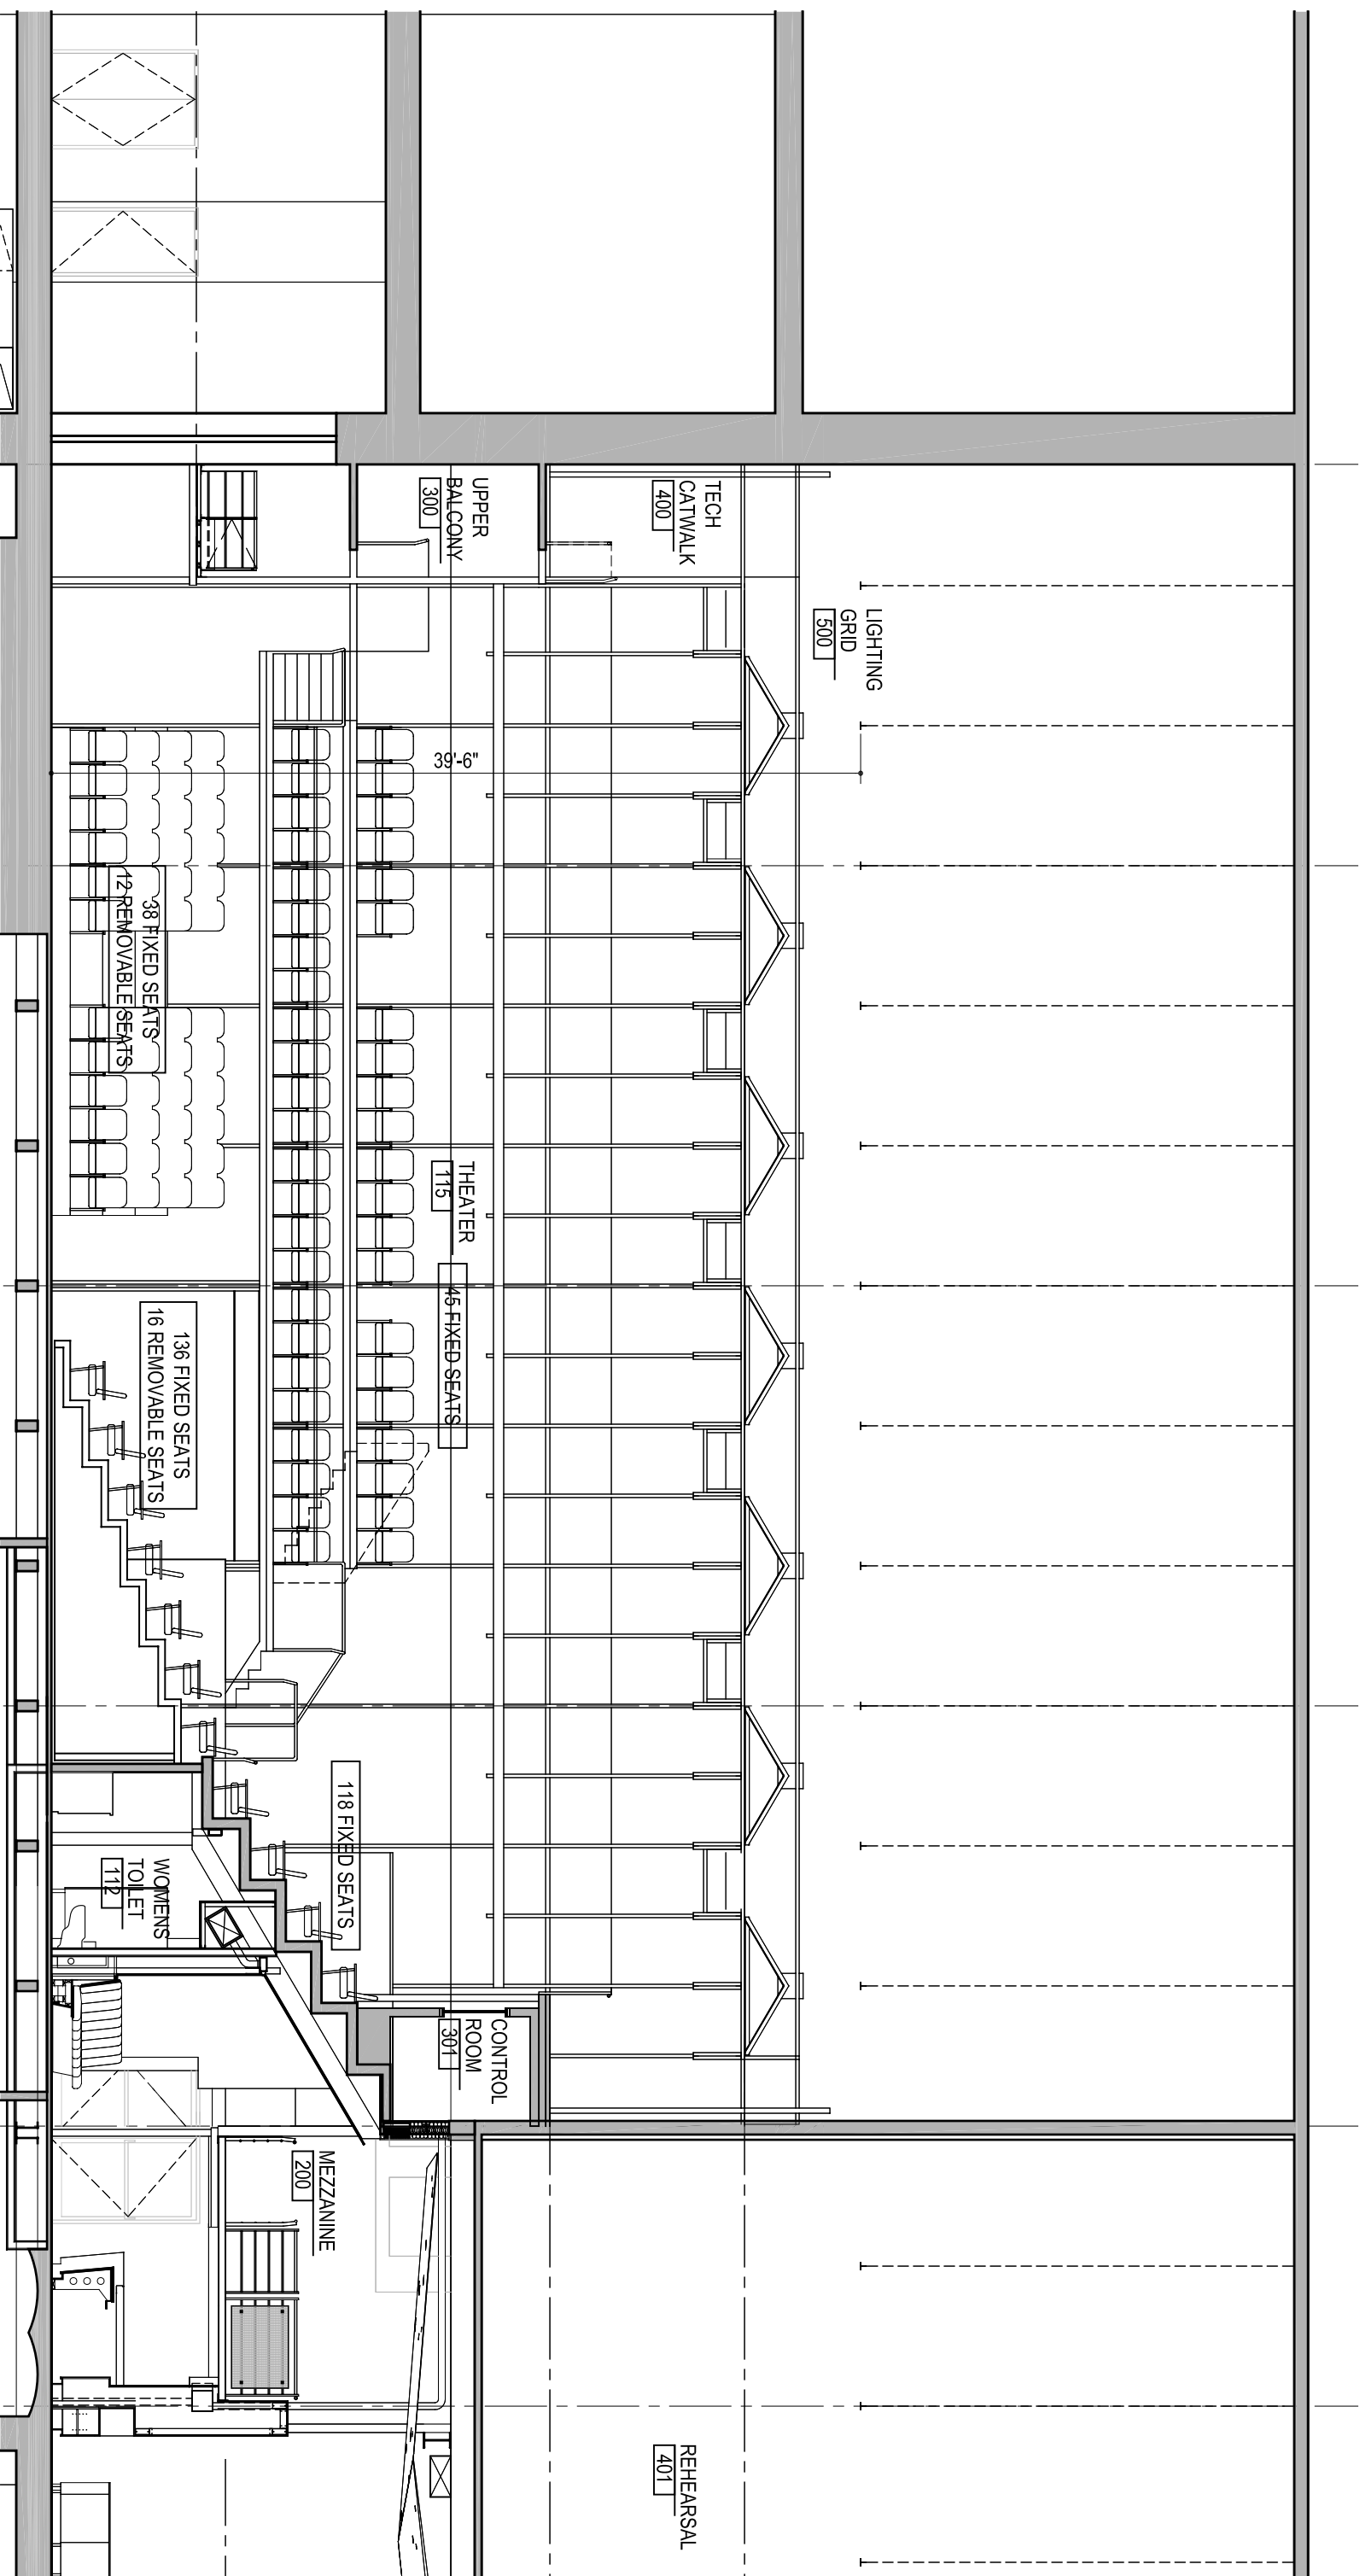 TECH
CATWALK
400
UPPER
BALCONY
300
LIGHTING
GRID
500
39'-6"
38 FIXED SEATS
12 REMOVABLE SEATS
THEATER
115
45 FIXED SEATS
136 FIXED SEATS
16 REMOVABLE SEATS
118 FIXED SEATS
WOMENS
TOILET
112
CONTROL
ROOM
301
MEZZANINE
200
REHEARSAL
401